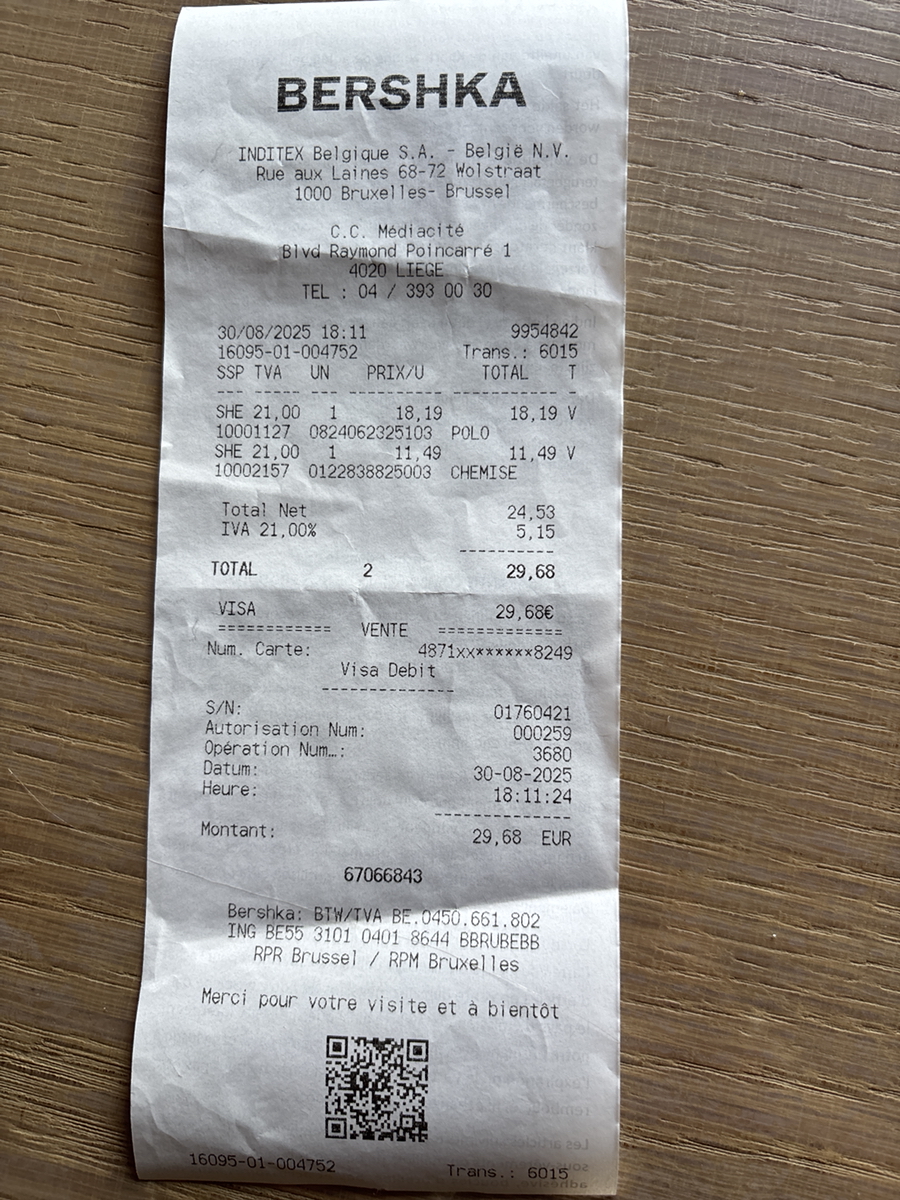 BERSHKA
INDITEX Belgique S.A. - België N.V.
Rue aux Laines 68-72 Wolstraat
1000 Bruxelles- Brussel
C.C. Médiacité
Blvd Raymond Poincarré 1
4020 LIEGE
TEL : 04 / 393 00 30
30/08/2025 18:11 9954842
16095-01-004752 Trans.: 6015
SSP TVA UN PRIX/U TOTAL T
--- ---- --- -------- ----------- -
SHE 21,00 1 18,19 18,19 V
10001127 0824062325103 POLO
SHE 21,00 1 11,49 11,49 V
10002157 0122838825003 CHEMISE
Total Net 24,53
IVA 21,00% 5,15
----------
TOTAL 2 29,68
VISA 29,68€
============ VENTE =============
Num. Carte: 4871xx******8249
Visa Debit
--------------
S/N: 01760421
Autorisation Num: 000259
Opération Num…: 3680
Datum: 30-08-2025
Heure: 18:11:24
--------------
Montant: 29,68 EUR
67066843
Bershka: BTW/TVA BE.0450.661.802
ING BE55 3101 0401 8644 BBRUBEBB
RPR Brussel / RPM Bruxelles
Merci pour votre visite et à bientôt
16095-01-004752 Trans.: 6015